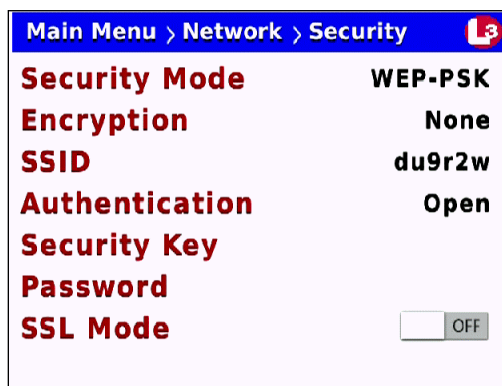 Main Menu > Network > Security L3
Security Mode WEP-PSK
Encryption None
SSID du9r2w
Authentication Open
Security Key
Password
SSL Mode OFF